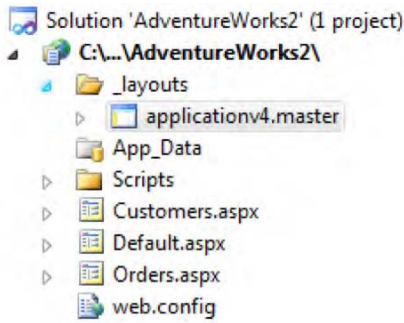 Solution 'AdventureWorks2' (1 project)
C:\...\AdventureWorks2\
_layouts
applicationv4.master
App_Data
Scripts
Customers.aspx
Default.aspx
Orders.aspx
web.config